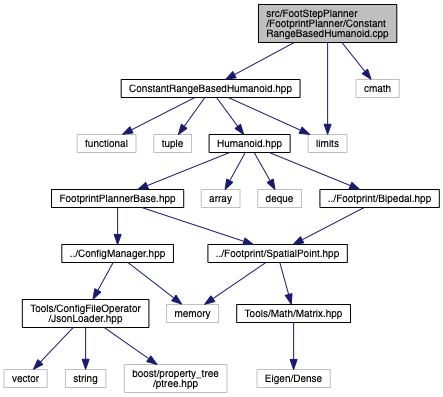 src/FootStepPlanner
/FootprintPlanner/Constant
RangeBasedHumanoid.cpp
ConstantRangeBasedHumanoid.hpp
cmath
functional
tuple
Humanoid.hpp
limits
FootprintPlannerBase.hpp
array
deque
../Footprint/Bipedal.hpp
../ConfigManager.hpp
../Footprint/SpatialPoint.hpp
Tools/ConfigFileOperator
/JsonLoader.hpp
memory
Tools/Math/Matrix.hpp
vector
string
boost/property_tree
/ptree.hpp
Eigen/Dense